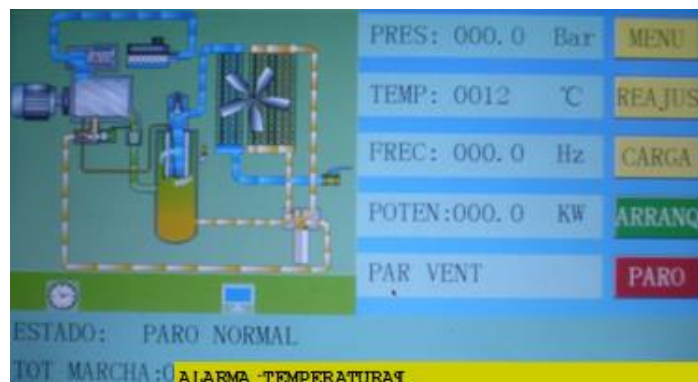 PRES: 000.0 Bar MENU
TEMP: 0012 ℃ REAJUS
FREC: 000.0 Hz CARGA
POTEN:000.0 KW ARRANQ
PAR VENT PARO
ESTADO: PARO NORMAL
TOT MARCHA:0 ALARMA TEMPERATURA